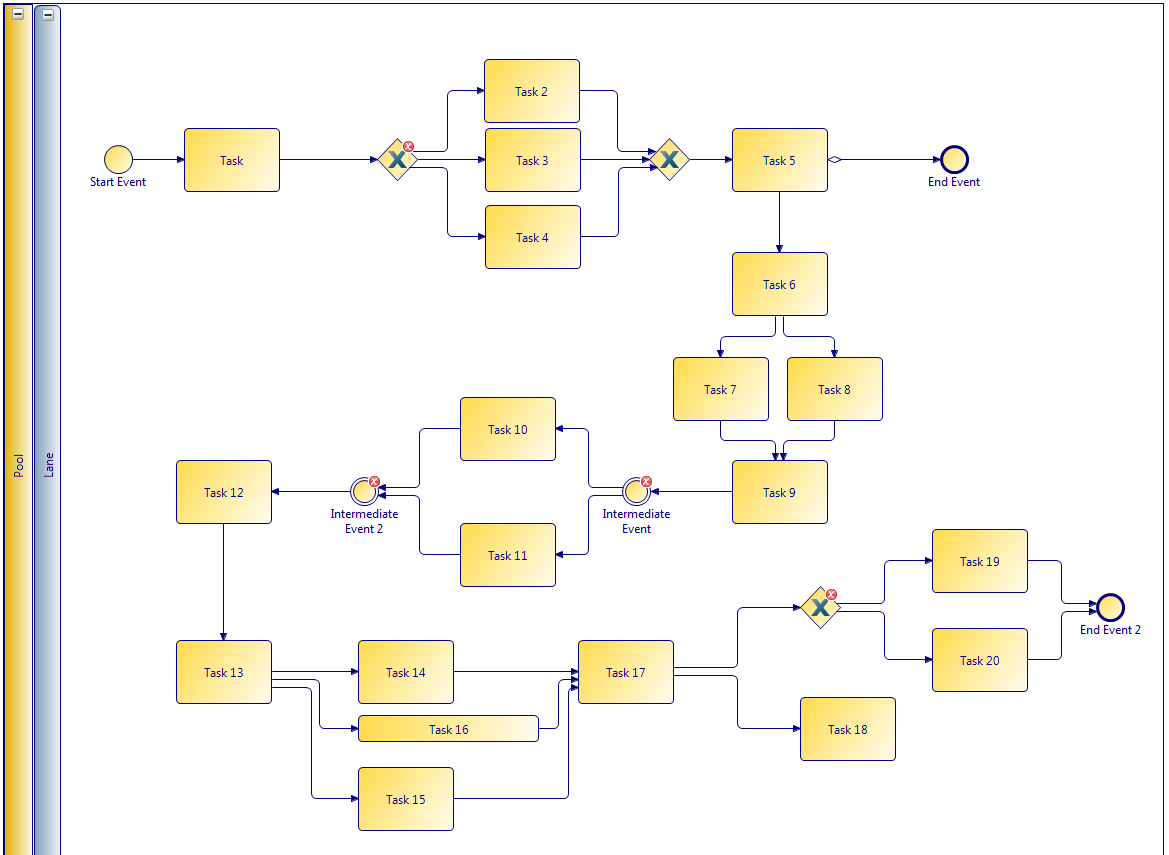 Pool
Lane
Start Event
Task
Task 2
Task 3
Task 4
Task 5
End Event
Task 6
Task 7
Task 8
Task 9
Intermediate
Event
Task 10
Task 11
Intermediate
Event 2
Task 12
Task 13
Task 14
Task 16
Task 15
Task 17
Task 18
Task 19
Task 20
End Event 2